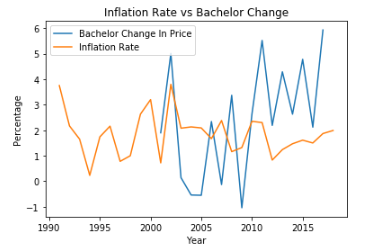 Inflation Rate vs Bachelor Change
Bachelor Change In Price
Inflation Rate
Percentage
6
5
4
3
2
1
0
−1
1990 1995 2000 2005 2010 2015
Year